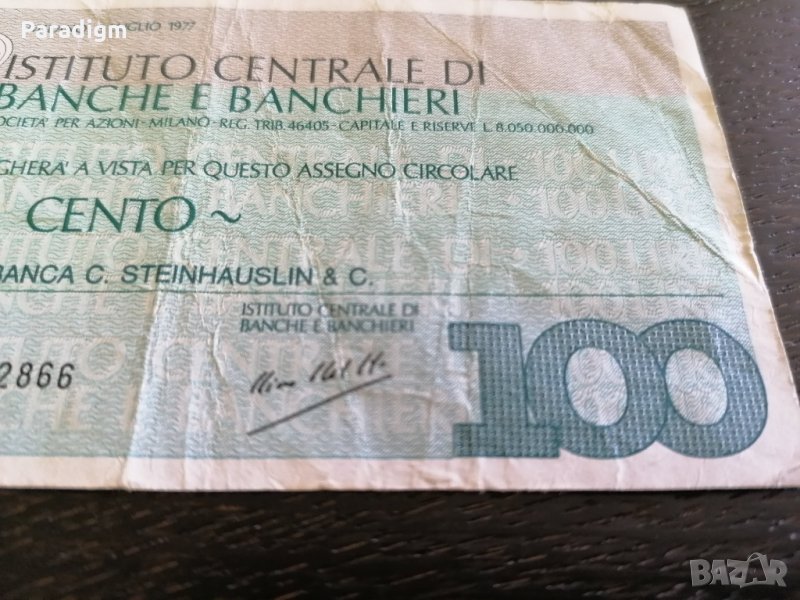 Paradigm
GLIO 1977
ISTITUTO CENTRALE DI
BANCHE E BANCHIERI
OCIETA' PER AZIONI - MILANO - REG. TRIB. 46405 - CAPITALE E RISERVE L. 8.050.000.000
GHERA' A VISTA PER QUESTO ASSEGNO CIRCOLARE
CENTO ~
BANCA C. STEINHAUSLIN & C.
ISTITUTO CENTRALE DI
BANCHE E BANCHIERI
2866
100
BAZAR